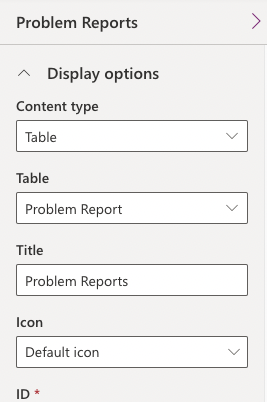 Problem Reports
Display options
Content type
Table
Table
Problem Report
Title
Problem Reports
Icon
Default icon
ID *